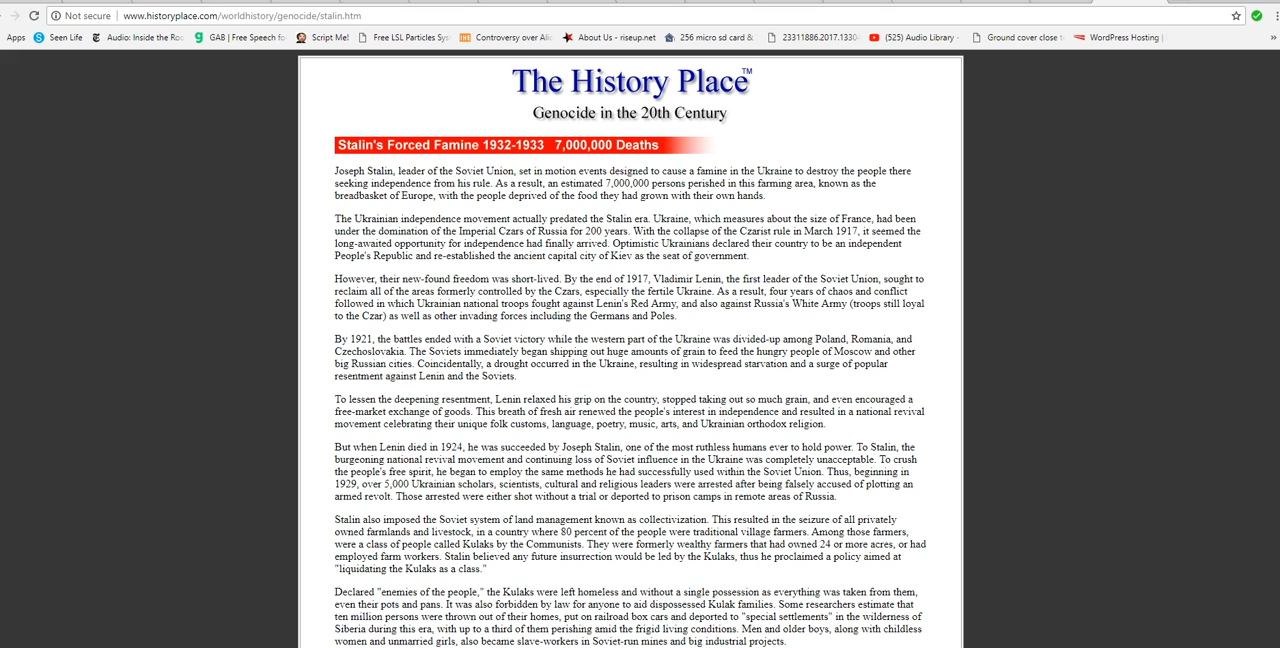 Not secure | www.historyplace.com/worldhistory/genocide/stalin.htm
Apps Seen Life Audio: Inside the Roc GAB | Free Speech fo Script Me! Free LSL Particles Sys Controversy over Alic About Us - riseup.net 256 micro sd card & 23311886.2017.1330 (525) Audio Library - Ground cover close to WordPress Hosting | »
The History Place™
Genocide in the 20th Century
Stalin's Forced Famine 1932-1933 7,000,000 Deaths
Joseph Stalin, leader of the Soviet Union, set in motion events designed to cause a famine in the Ukraine to destroy the people there
seeking independence from his rule. As a result, an estimated 7,000,000 persons perished in this farming area, known as the
breadbasket of Europe, with the people deprived of the food they had grown with their own hands.
The Ukrainian independence movement actually predated the Stalin era. Ukraine, which measures about the size of France, had been
under the domination of the Imperial Czars of Russia for 200 years. With the collapse of the Czarist rule in March 1917, it seemed the
long-awaited opportunity for independence had finally arrived. Optimistic Ukrainians declared their country to be an independent
People's Republic and re-established the ancient capital city of Kiev as the seat of government.
However, their new-found freedom was short-lived. By the end of 1917, Vladimir Lenin, the first leader of the Soviet Union, sought to
reclaim all of the areas formerly controlled by the Czars, especially the fertile Ukraine. As a result, four years of chaos and conflict
followed in which Ukrainian national troops fought against Lenin's Red Army, and also against Russia's White Army (troops still loyal
to the Czar) as well as other invading forces including the Germans and Poles.
By 1921, the battles ended with a Soviet victory while the western part of the Ukraine was divided-up among Poland, Romania, and
Czechoslovakia. The Soviets immediately began shipping out huge amounts of grain to feed the hungry people of Moscow and other
big Russian cities. Coincidentally, a drought occurred in the Ukraine, resulting in widespread starvation and a surge of popular
resentment against Lenin and the Soviets.
To lessen the deepening resentment, Lenin relaxed his grip on the country, stopped taking out so much grain, and even encouraged a
free-market exchange of goods. This breath of fresh air renewed the people's interest in independence and resulted in a national revival
movement celebrating their unique folk customs, language, poetry, music, arts, and Ukrainian orthodox religion.
But when Lenin died in 1924, he was succeeded by Joseph Stalin, one of the most ruthless humans ever to hold power. To Stalin, the
burgeoning national revival movement and continuing loss of Soviet influence in the Ukraine was completely unacceptable. To crush
the people's free spirit, he began to employ the same methods he had successfully used within the Soviet Union. Thus, beginning in
1929, over 5,000 Ukrainian scholars, scientists, cultural and religious leaders were arrested after being falsely accused of plotting an
armed revolt. Those arrested were either shot without a trial or deported to prison camps in remote areas of Russia.
Stalin also imposed the Soviet system of land management known as collectivization. This resulted in the seizure of all privately
owned farmlands and livestock, in a country where 80 percent of the people were traditional village farmers. Among those farmers,
were a class of people called Kulaks by the Communists. They were formerly wealthy farmers that had owned 24 or more acres, or had
employed farm workers. Stalin believed any future insurrection would be led by the Kulaks, thus he proclaimed a policy aimed at
"liquidating the Kulaks as a class."
Declared "enemies of the people," the Kulaks were left homeless and without a single possession as everything was taken from them,
even their pots and pans. It was also forbidden by law for anyone to aid dispossessed Kulak families. Some researchers estimate that
ten million persons were thrown out of their homes, put on railroad box cars and deported to "special settlements" in the wilderness of
Siberia during this era, with up to a third of them perishing amid the frigid living conditions. Men and older boys, along with childless
women and unmarried girls, also became slave-workers in Soviet-run mines and big industrial projects.